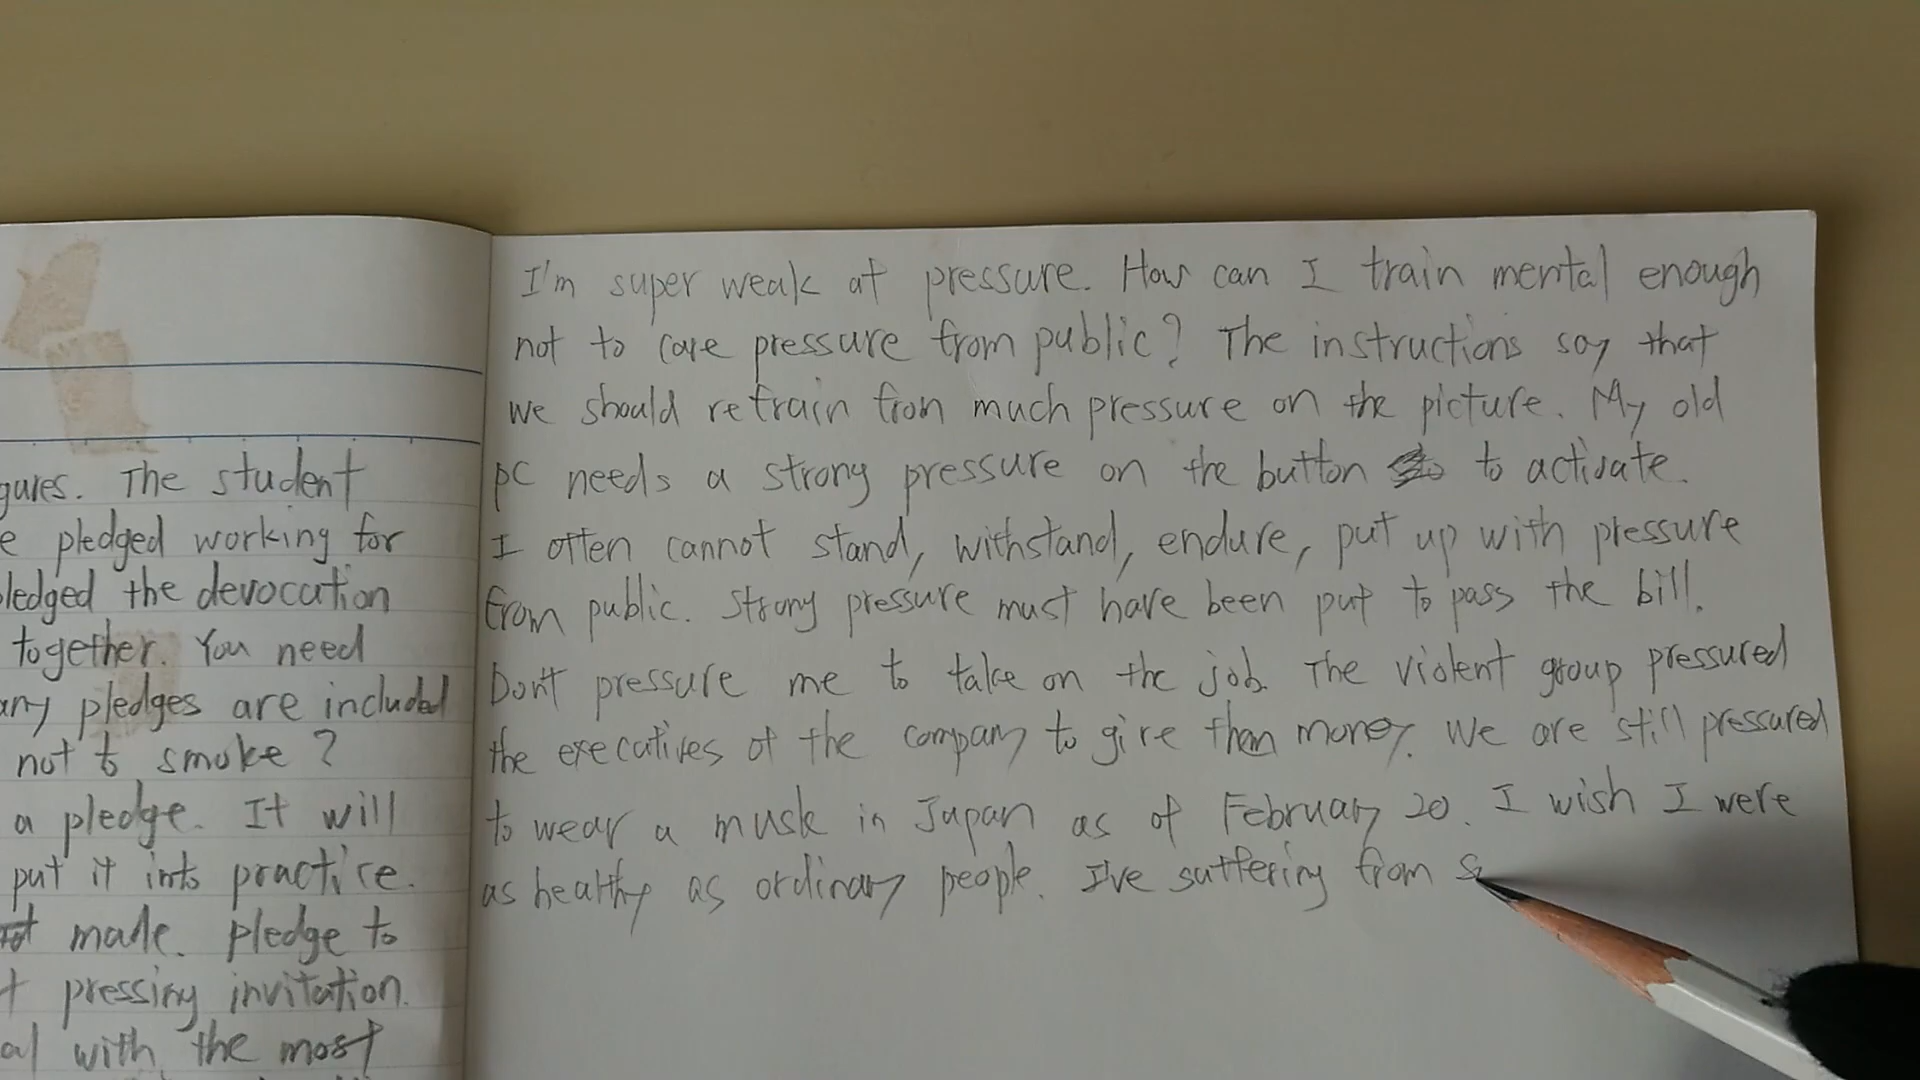 gures. The student
e pledged working for
ledged the devocation
together. You need
any pledges are included
not to smoke?
a pledge. It will
put it into practice.
made. pledge to
t pressing invitation.
al with the most
I'm super weak at pressure. How can I train mental enough
not to care pressure from public? The instructions say that
we should refrain from much pressure on the picture. My old
PC needs a strong pressure on the button to activate.
I often cannot stand, withstand, endure, put up with pressure
from public. Strong pressure must have been put to pass the bill.
Don't pressure me to take on the job. The violent group pressured
the executives of the company to give them money. We are still pressured
to wear a mask in Japan as of February 20. I wish I were
as healthy as ordinary people. I've suffering from s